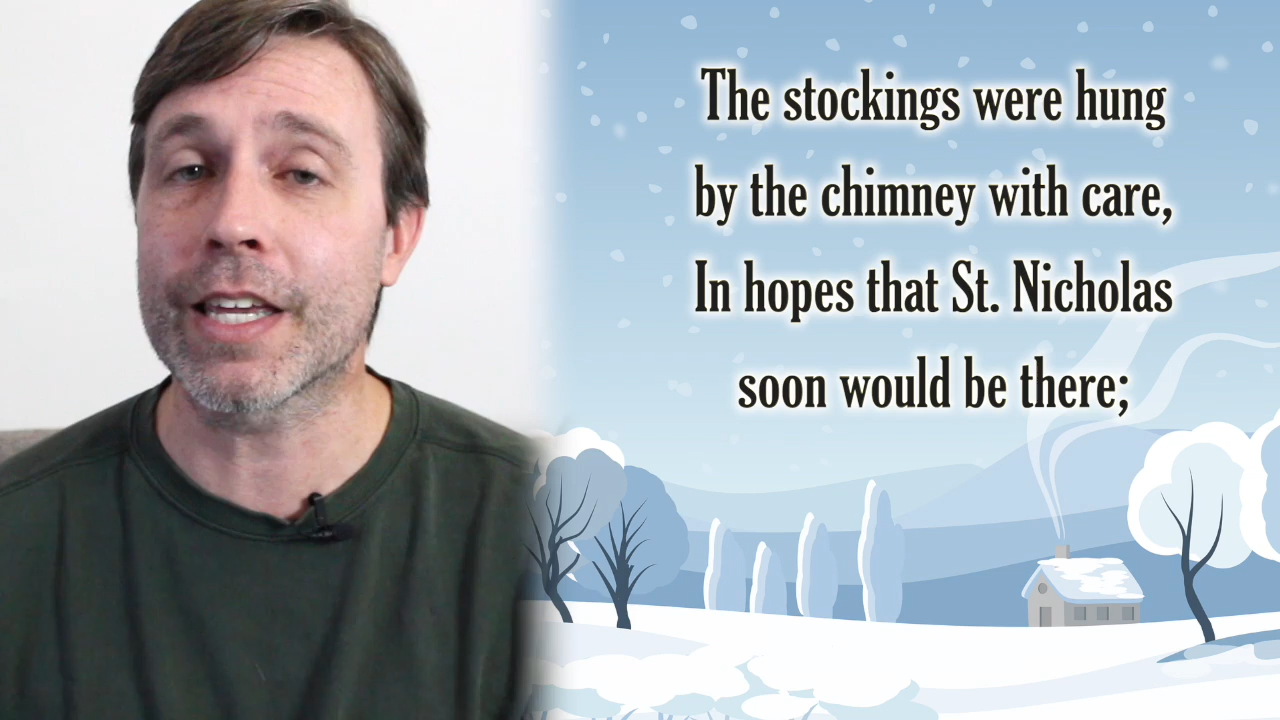 The stockings were hung
by the chimney with care,
In hopes that St. Nicholas
soon would be there;